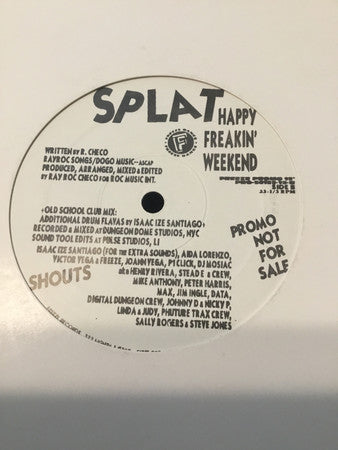 SPLAT HAPPY
FREAKIN'
WEEKEND
WRITTEN BY R. CHECO
RAYROC SONGS/DOGO MUSIC-ASCAP
PRODUCED, ARRANGED, MIXED & EDITED
BY RAY ROC CHECO FOR ROC MUSIC ENT.
F
SIDE B
33-1/3 RPM
+OLD SCHOOL CLUB MIX:
ADDITIONAL DRUM FLAVAS BY ISAAC IZE SANTIAGO+
RECORDED & MIXED AT DUNGEON DOME STUDIOS, NYC
SOUND TOOL EDITS AT PULSE STUDIOS, LI
PROMO
NOT
FOR
SALE
SHOUTS
ISAAC IZE SANTIAGO (FOR THE EXTRA SOUNDS), AIDA LORENZO,
VICTOR VEGA & FREEZE, JOANN VEGA, PTCLICK, DJ MOSIAC
aka HENRY RIVERA, STEAD E & CREW,
MIKE ANTHONY, PETER HARRIS,
MAX, JIM INGLE, DATA,
DIGITAL DUNGEON CREW, JOHNNY D & NICKY P,
LINDA & JUDY, PHUTURE TRAX CREW,
SALLY ROGERS & STEVE JONES